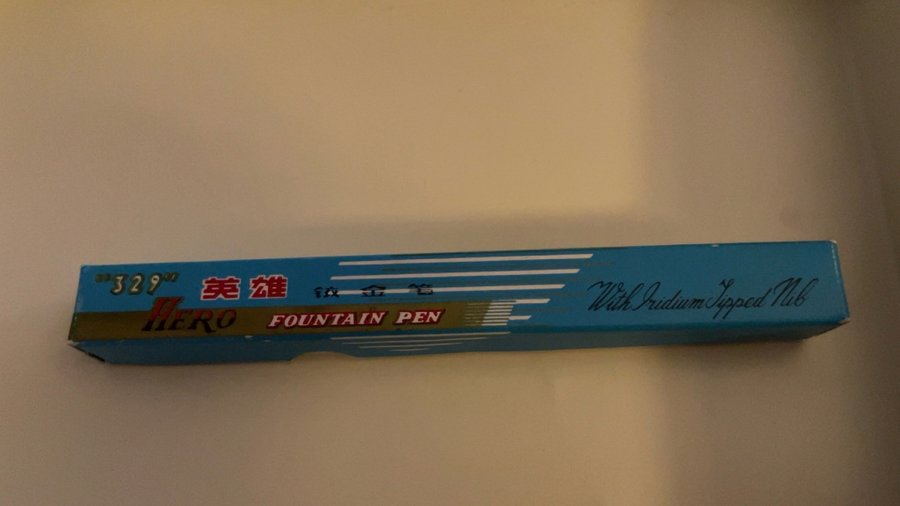 "329" 英雄 铱金笔
HERO FOUNTAIN PEN
With Iridium Tipped Nib